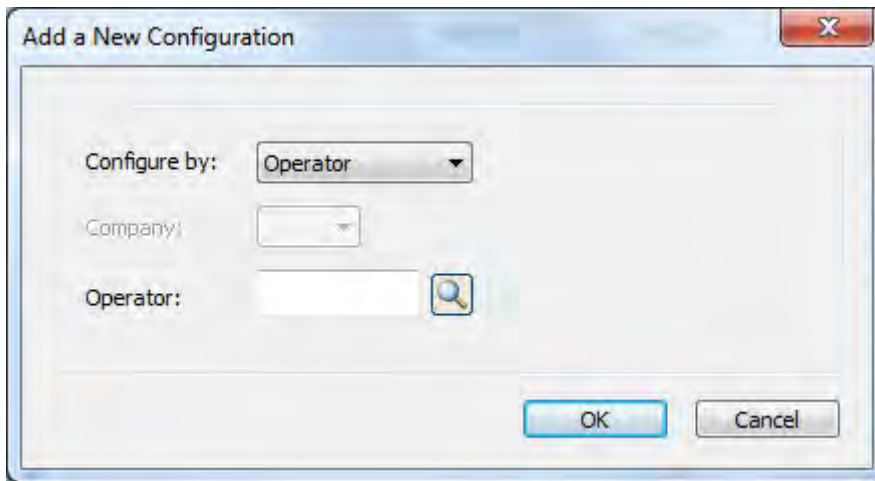 Add a New Configuration
Configure by: Operator
Company:
Operator:
OK Cancel